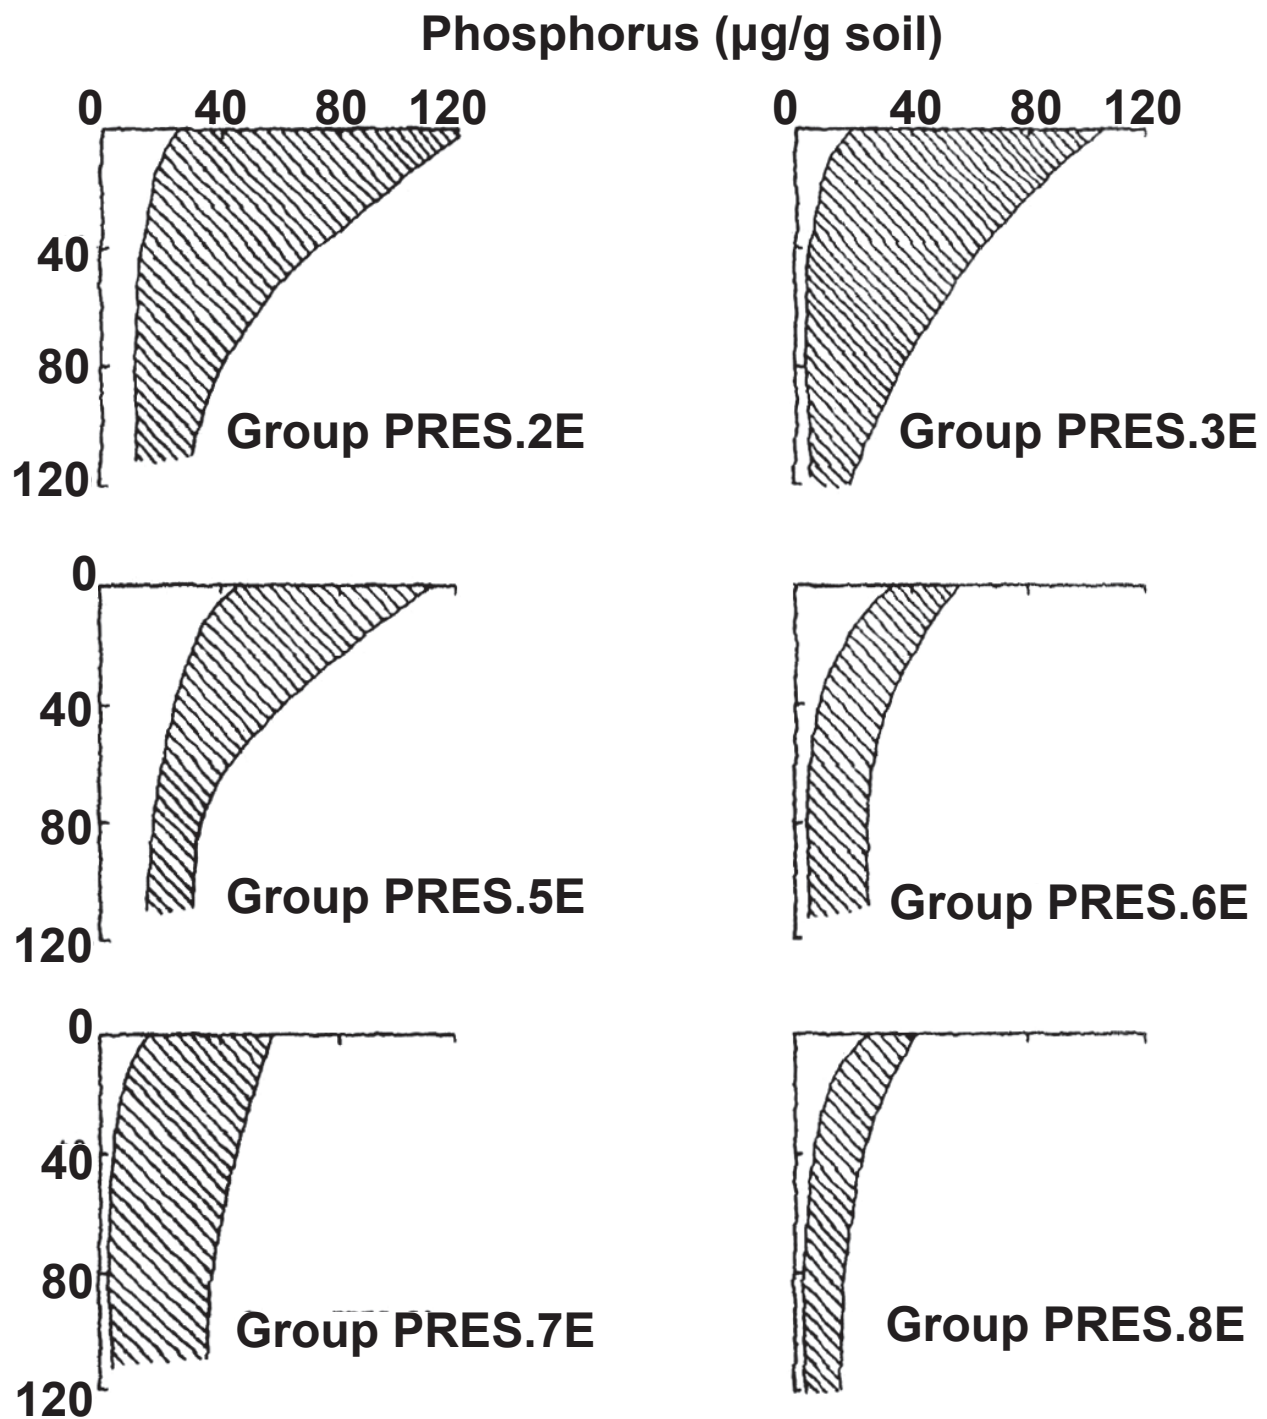 Phosphorus (µg/g soil)
0 40 80 120
0 40 80 120
40
80
120
Group PRES.2E
Group PRES.3E
0
40
80
120
Group PRES.5E
Group PRES.6E
0
40
80
120
Group PRES.7E
Group PRES.8E